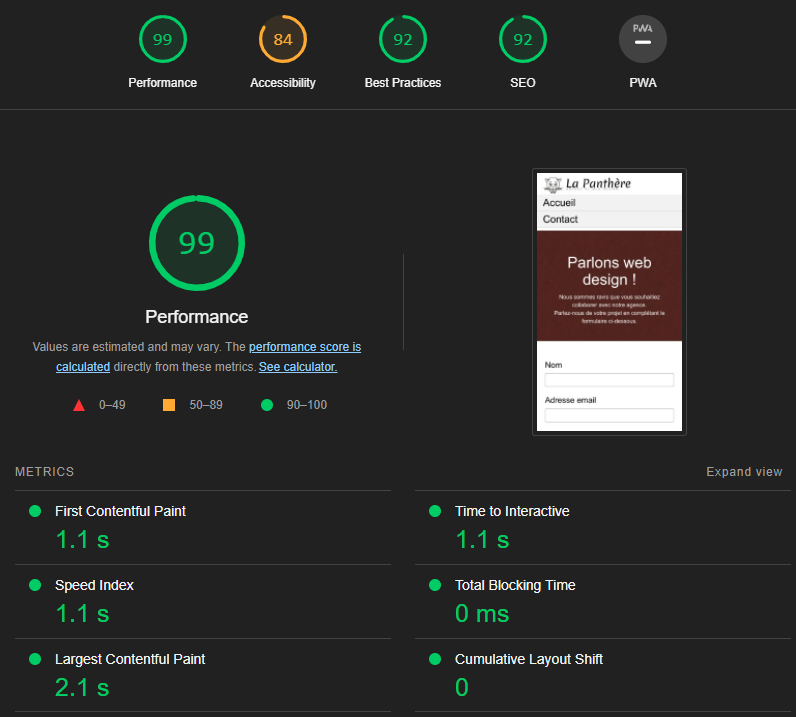 99
84
92
92
PWA
Performance
Accessibility
Best Practices
SEO
PWA
99
Performance
Values are estimated and may vary. The performance score is
calculated directly from these metrics. See calculator.
0–49
50–89
90–100
La Panthère
Accueil
Contact
Parlons web
design !
Nous sommes ravis que vous souhaitiez
collaborer avec notre agence.
Parlez-nous de votre projet en complétant le
formulaire ci-dessous.
Nom
Adresse email
METRICS
Expand view
First Contentful Paint
1.1 s
Time to Interactive
1.1 s
Speed Index
1.1 s
Total Blocking Time
0 ms
Largest Contentful Paint
2.1 s
Cumulative Layout Shift
0